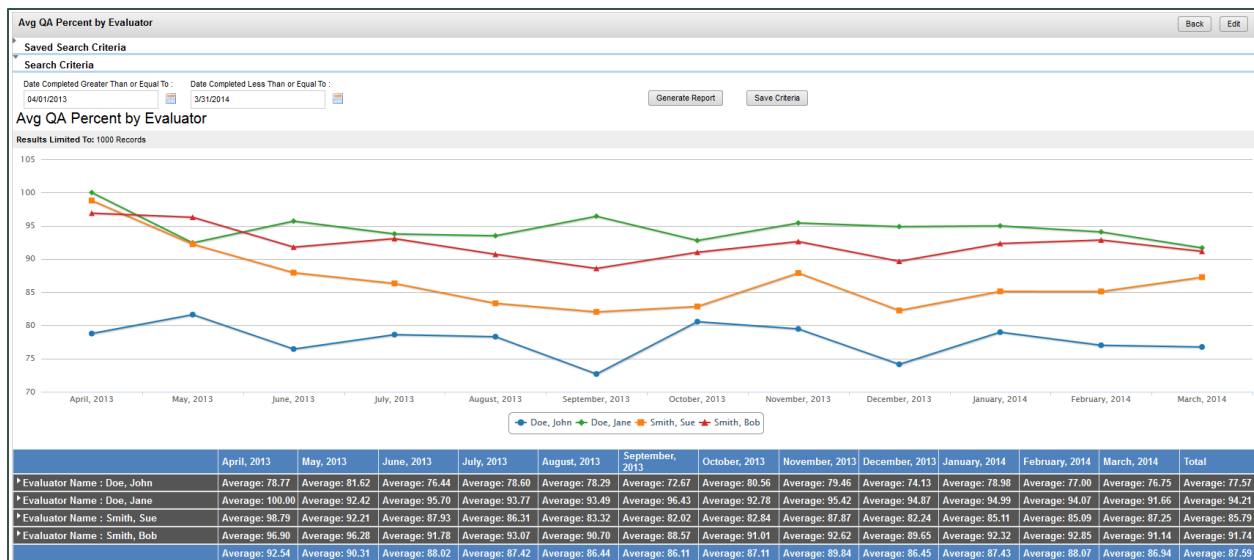 Avg QA Percent by Evaluator
Back Edit
Saved Search Criteria
Search Criteria
Date Completed Greater Than or Equal To : Date Completed Less Than or Equal To :
04/01/2013 3/31/2014 Generate Report Save Criteria
Avg QA Percent by Evaluator
Results Limited To: 1000 Records
105
100
95
90
85
80
75
70
April, 2013 May, 2013 June, 2013 July, 2013 August, 2013 September, 2013 October, 2013 November, 2013 December, 2013 January, 2014 February, 2014 March, 2014
Doe, John Doe, Jane Smith, Sue Smith, Bob
April, 2013 May, 2013 June, 2013 July, 2013 August, 2013 September, 2013 October, 2013 November, 2013 December, 2013 January, 2014 February, 2014 March, 2014 Total
Evaluator Name : Doe, John Average: 78.77 Average: 81.62 Average: 76.44 Average: 78.60 Average: 78.29 Average: 72.67 Average: 80.56 Average: 79.46 Average: 74.13 Average: 78.98 Average: 77.00 Average: 76.75 Average: 77.57
Evaluator Name : Doe, Jane Average: 100.00 Average: 92.42 Average: 95.70 Average: 93.77 Average: 93.49 Average: 96.43 Average: 92.78 Average: 95.42 Average: 94.87 Average: 94.99 Average: 94.07 Average: 91.66 Average: 94.21
Evaluator Name : Smith, Sue Average: 98.79 Average: 92.21 Average: 87.93 Average: 86.31 Average: 83.32 Average: 82.02 Average: 82.84 Average: 87.87 Average: 82.24 Average: 85.11 Average: 85.09 Average: 87.25 Average: 85.79
Evaluator Name : Smith, Bob Average: 96.90 Average: 96.28 Average: 91.78 Average: 93.07 Average: 90.70 Average: 88.57 Average: 91.01 Average: 92.62 Average: 89.65 Average: 92.32 Average: 92.85 Average: 91.14 Average: 91.74
Average: 92.54 Average: 90.31 Average: 88.02 Average: 87.42 Average: 86.44 Average: 86.11 Average: 87.11 Average: 89.84 Average: 86.45 Average: 87.43 Average: 88.07 Average: 86.94 Average: 87.55